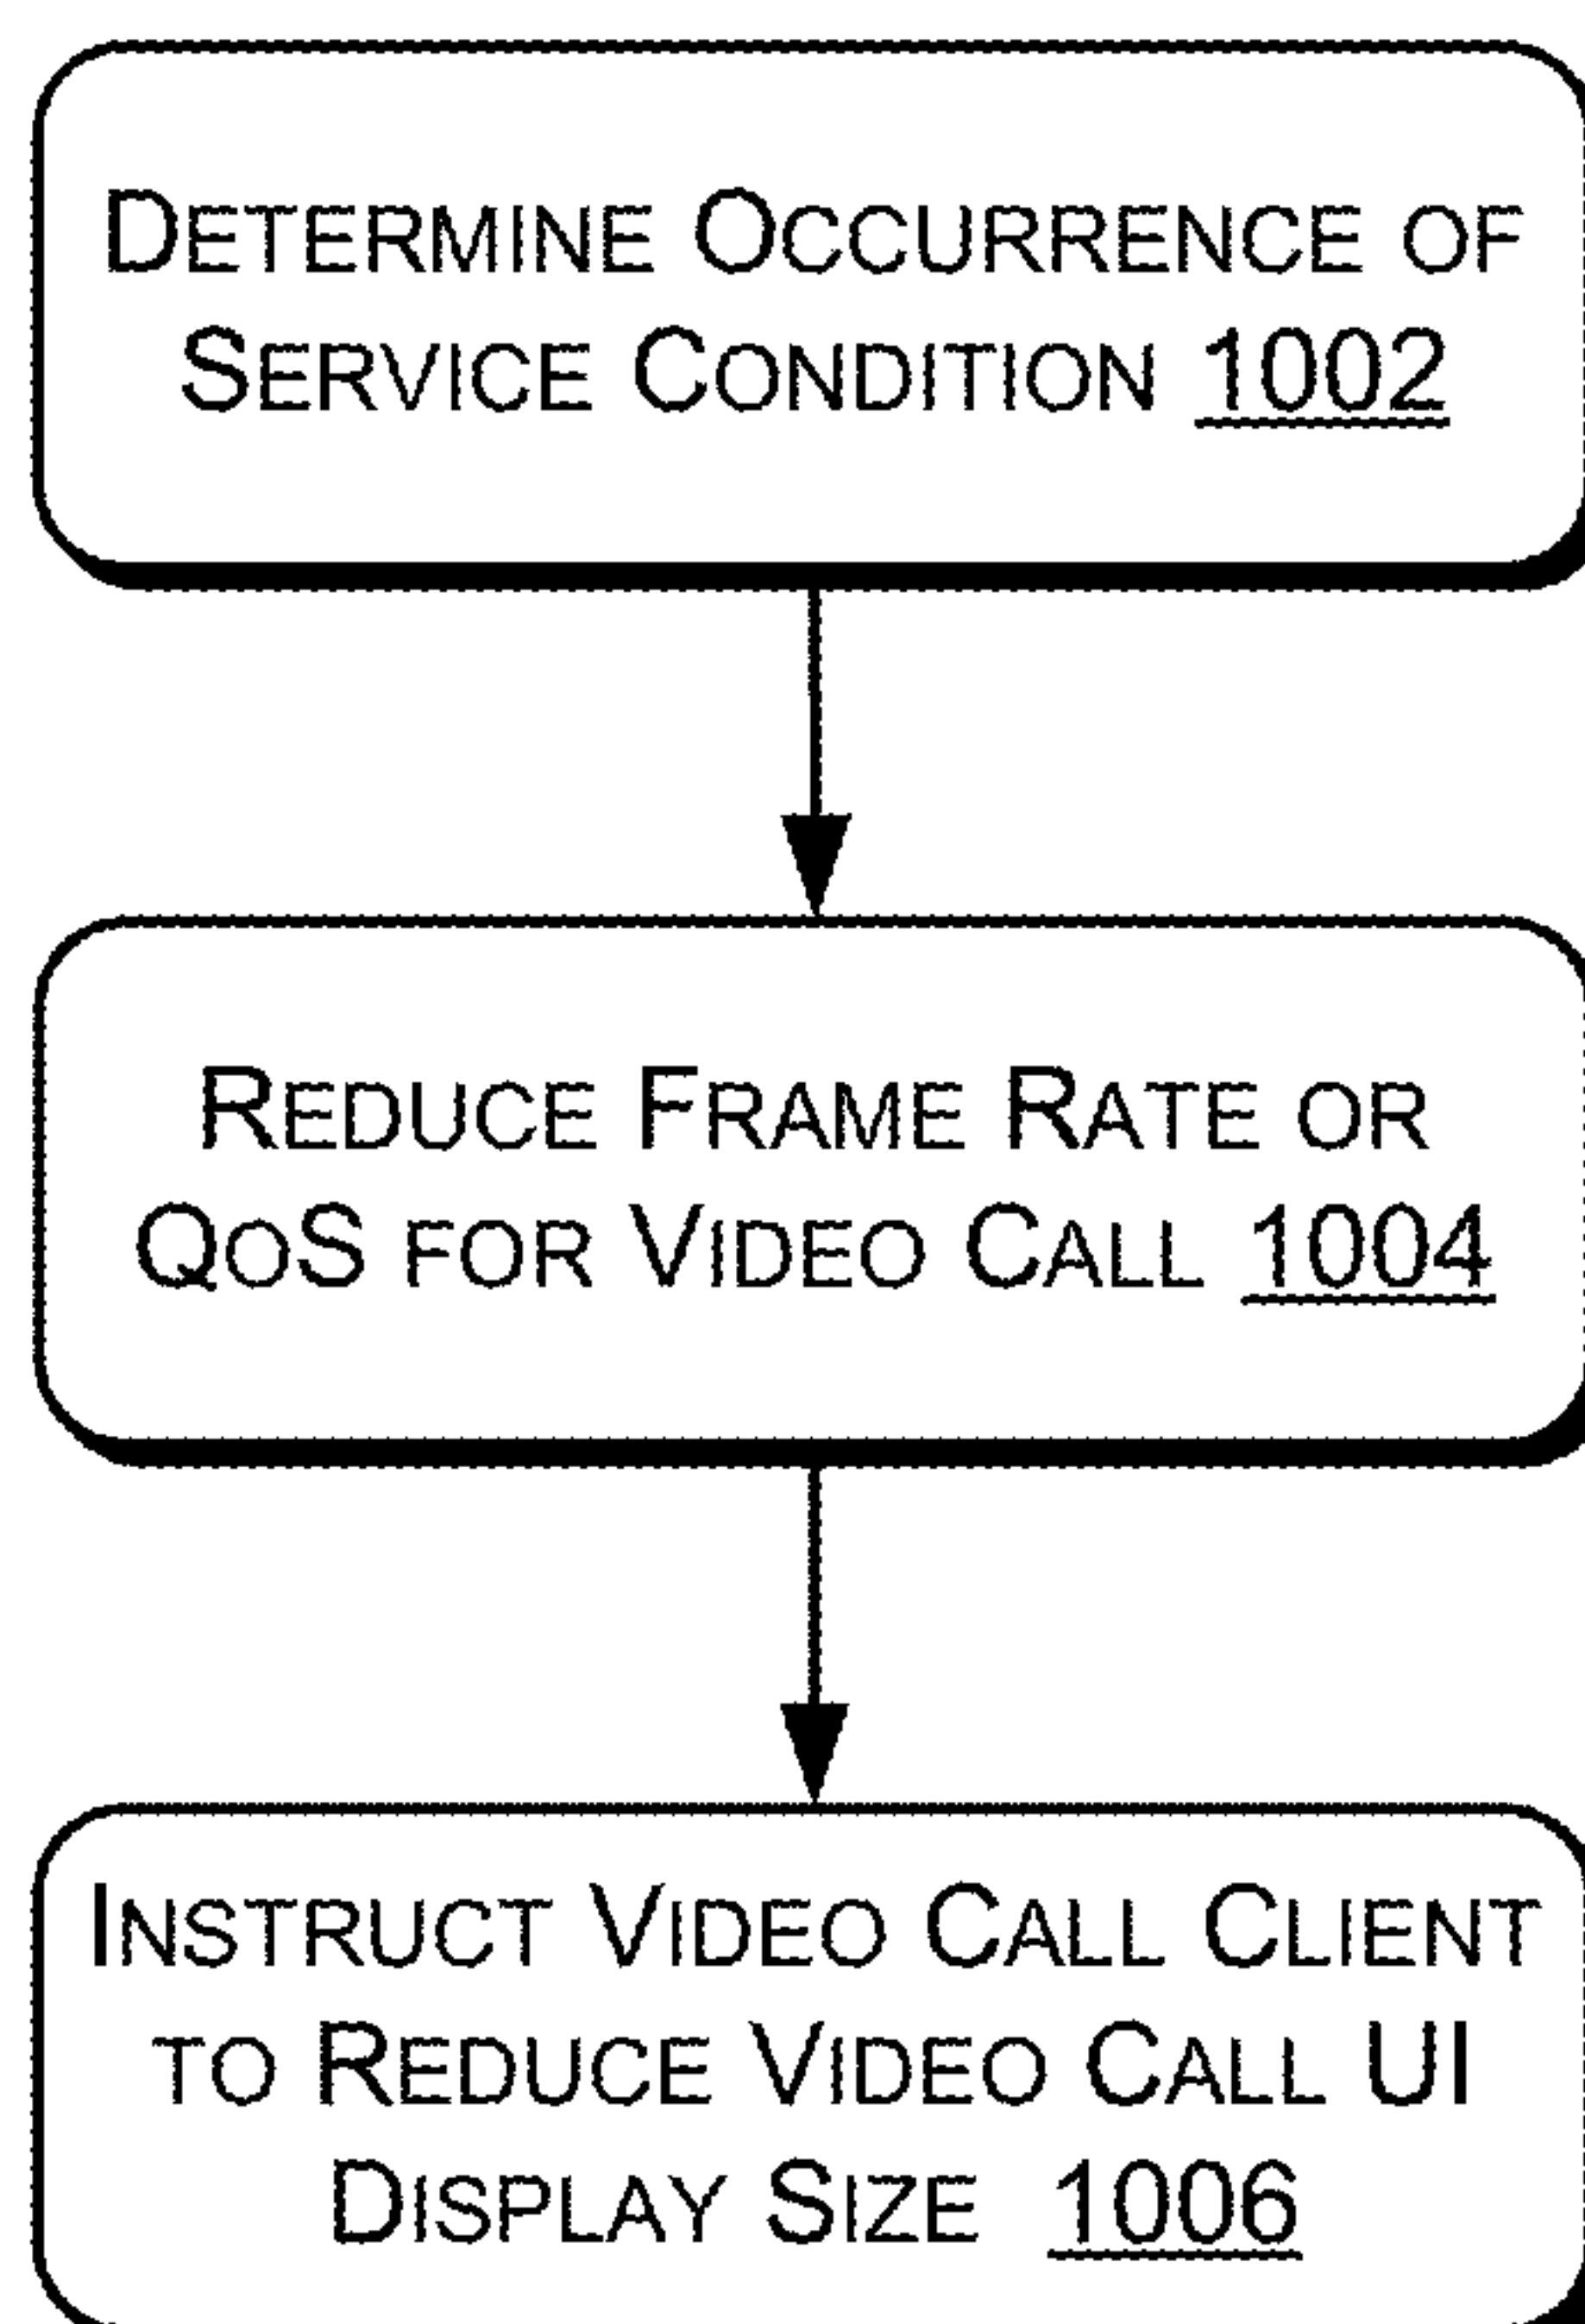 DETERMINE OCCURRENCE OF
SERVICE CONDITION 1002
REDUCE FRAME RATE OR
QOS FOR VIDEO CALL 1004
INSTRUCT VIDEO CALL CLIENT
TO REDUCE VIDEO CALL UI
DISPLAY SIZE 1006